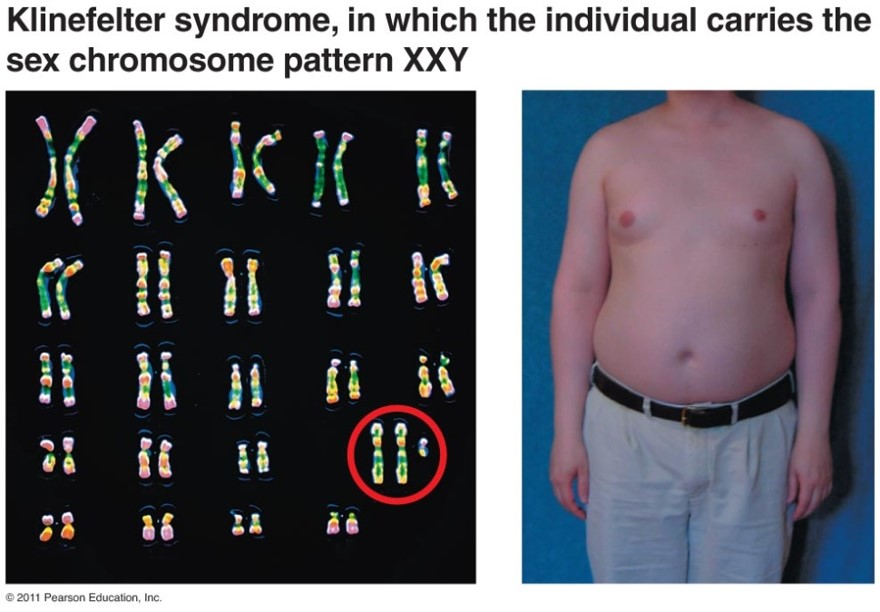 Klinefelter syndrome, in which the individual carries the
sex chromosome pattern XXY
© 2011 Pearson Education, Inc.